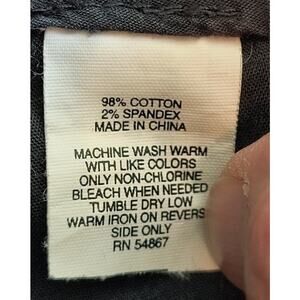 98% COTTON
2% SPANDEX
MADE IN CHINA
MACHINE WASH WARM
WITH LIKE COLORS
ONLY NON-CHLORINE
BLEACH WHEN NEEDED
TUMBLE DRY LOW
WARM IRON ON REVERS
SIDE ONLY
RN 54867